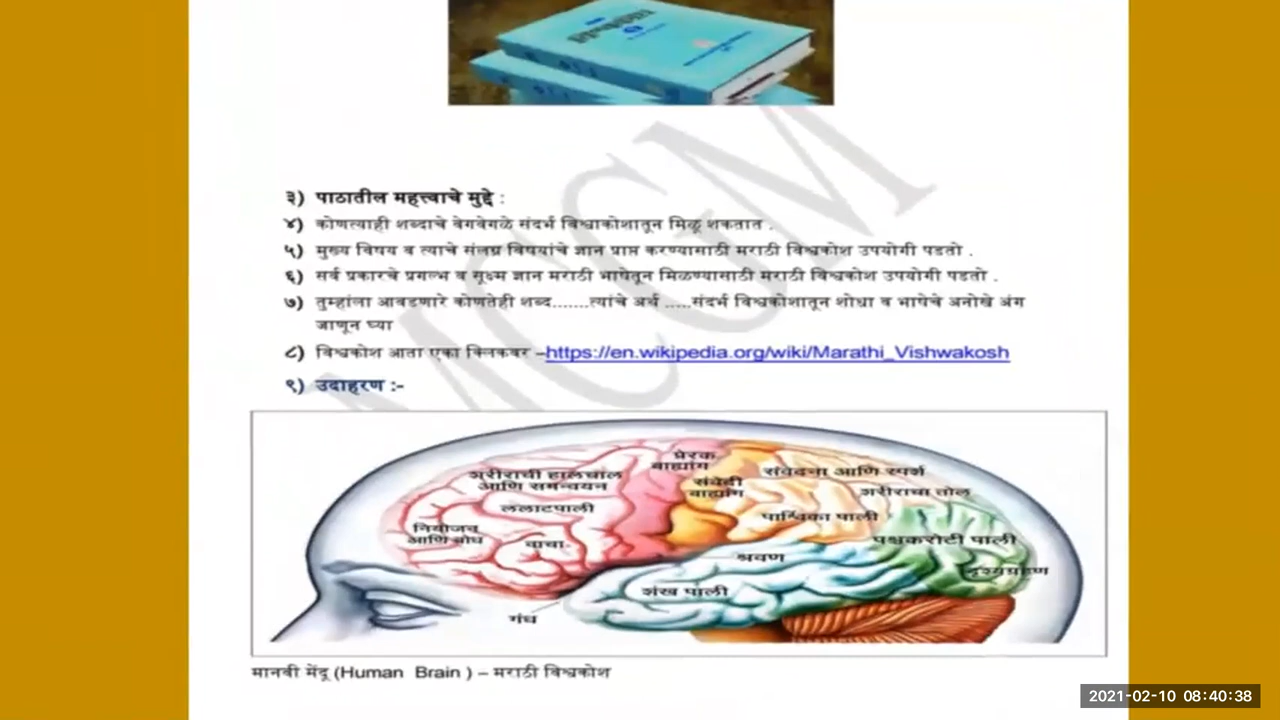 MCGM
३) पाठातील महत्त्वाचे मुद्दे :
४) कोणत्याही शब्दाचे वेगवेगळे संदर्भ विश्वाकोशातून मिळू शकतात .
५) मुख्य विषय व त्याचे संलग्न विषयांचे ज्ञान प्राप्त करण्यासाठी मराठी विश्वकोश उपयोगी पडतो .
६) सर्व प्रकारचे प्रगल्भ व सूक्ष्म ज्ञान मराठी भाषेतून मिळण्यासाठी मराठी विश्वकोश उपयोगी पडतो .
७) तुम्हांला आवडणारे कोणतेही शब्द.......त्यांचे अर्थ .....संदर्भ विश्वकोशातून शोधा व भाषेचे अनोखे अंग
जाणून घ्या
८) विश्वकोश आता एका क्लिकवर –https://en.wikipedia.org/wiki/Marathi_Vishwakosh
९) उदाहरण :-
प्रेरक
बाह्यांग
शरीराची हालचाल
आणि समन्वयन
संवेदना आणि स्पर्श
संवेदी
बाह्यांग
शरीराचा तोल
ललाटपाली
पार्श्विका पाली
नियोजन
आणि बोध
वाचा
पश्चकरोटी पाली
श्रवण
दृश्यग्रहण
शंख पाली
गंध
मानवी मेंदू (Human Brain ) – मराठी विश्वकोश
2021-02-10 08:40:38